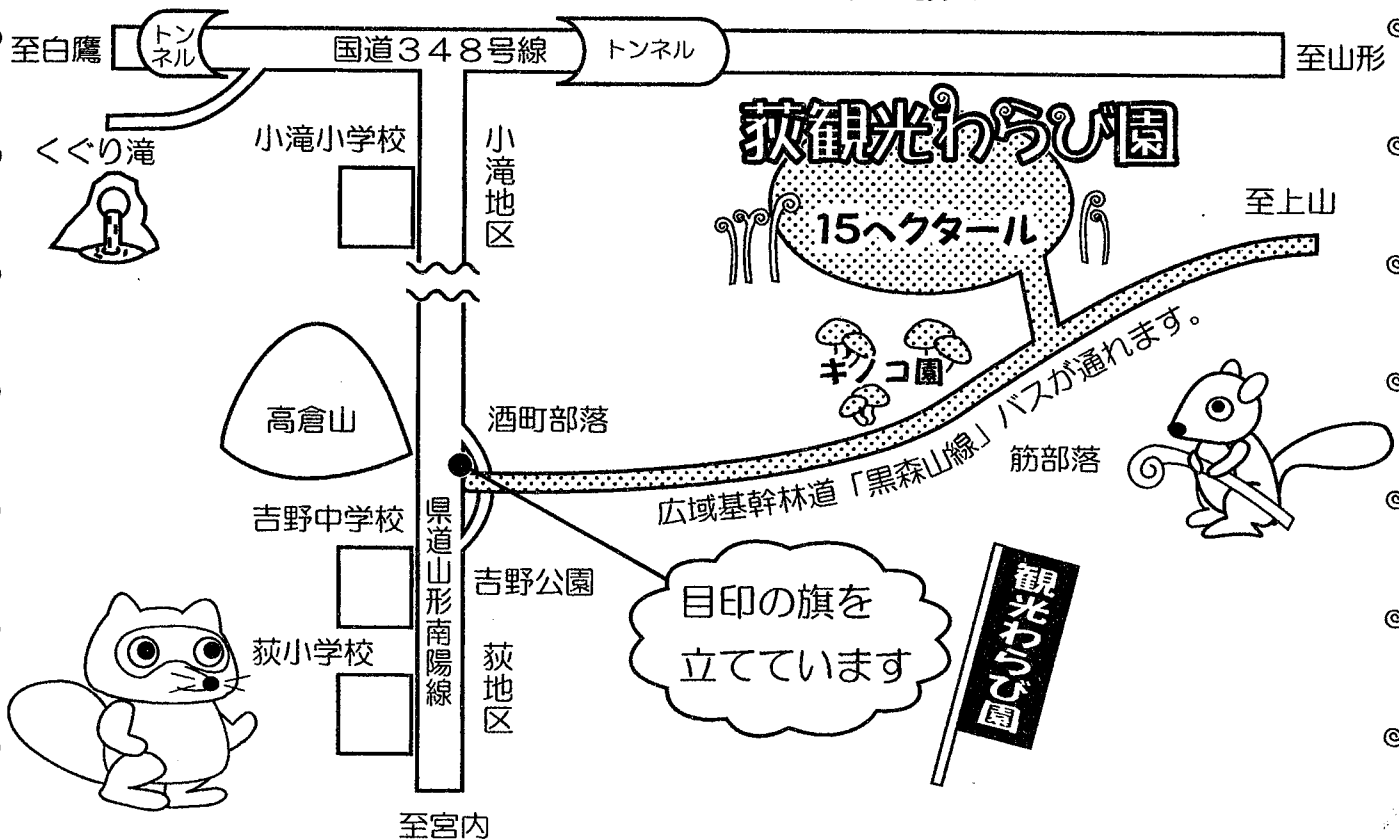 至白鷹
トン
ネル
国道348号線
トンネル
至山形
くぐり滝
小滝小学校
小滝地区
荻観光わらび園
15ヘクタール
至上山
キノコ園
高倉山
酒町部落
広域基幹林道「黒森山線」バスが通れます。
筋部落
吉野中学校
県道山形南陽線
吉野公園
荻小学校
荻地区
目印の旗を
立てています
観光わらび園
至宮内